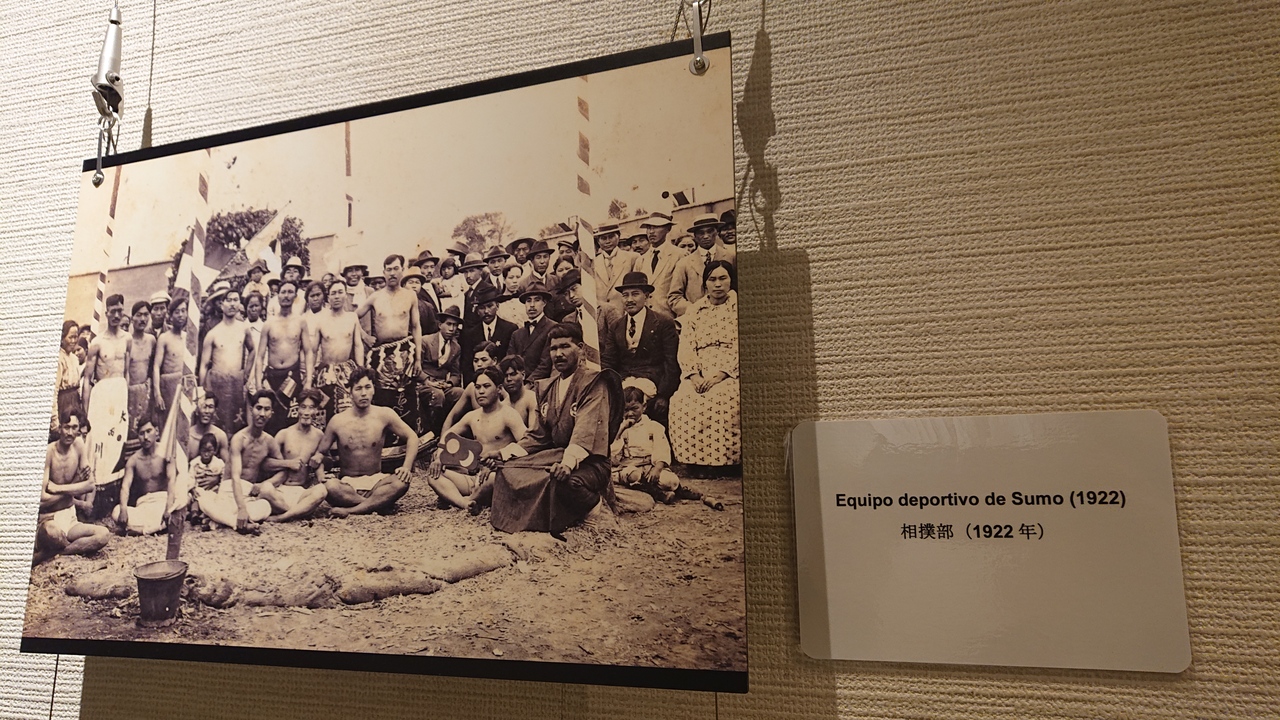 Equipo deportivo de Sumo (1922)
相撲部（1922 年）